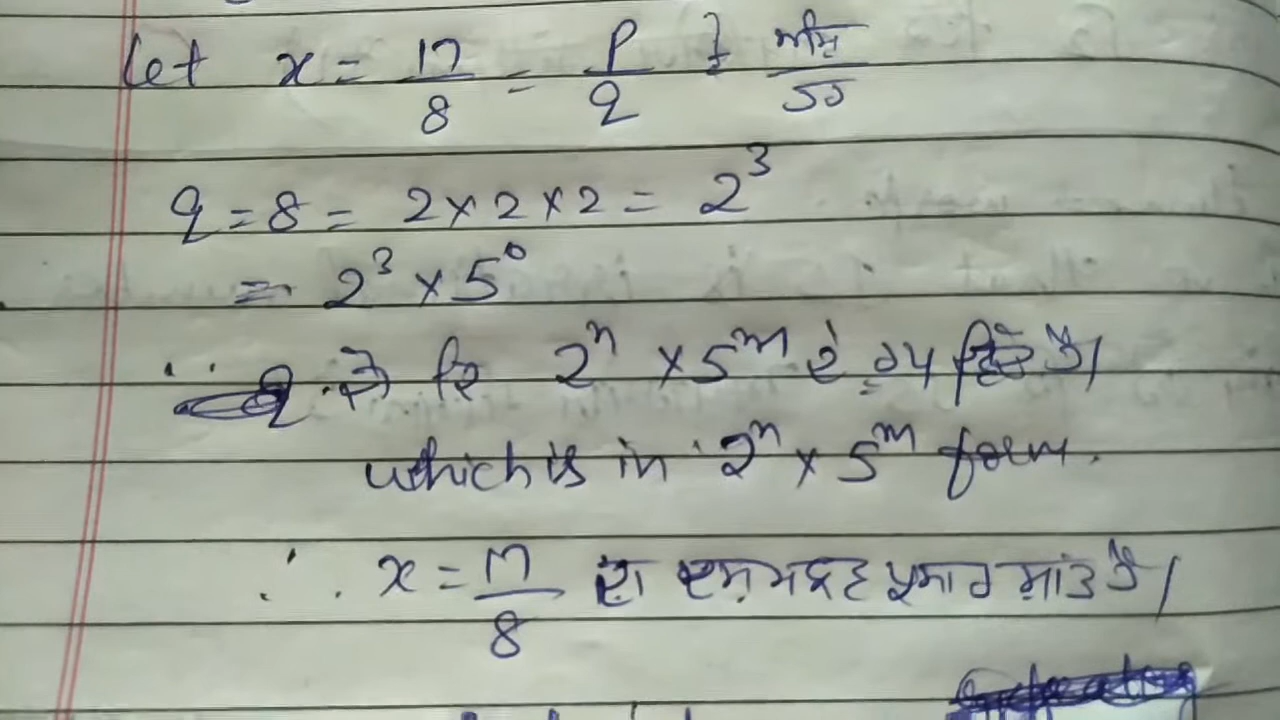 Let x = 17/8 = p/q } ਅੰਸ਼/ਹਰ
q = 8 = 2 × 2 × 2 = 2³
= 2³ × 5⁰
∵ q ਜੋ ਕਿ 2ⁿ × 5ᵐ ਦੇ ਰੂਪ ਵਿੱਚ ਹੈ।
which is in 2ⁿ × 5ᵐ form.
∴ x = 17/8 ਦਾ ਦਸ਼ਮਲਵ ਪ੍ਰਸਾਰ ਸ਼ਾਂਤ ਹੈ।